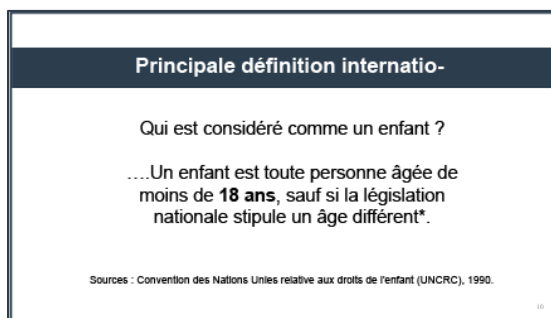 Principale définition internatio-
Qui est considéré comme un enfant ?
….Un enfant est toute personne âgée de
moins de 18 ans, sauf si la législation
nationale stipule un âge différent*.
Sources : Convention des Nations Unies relative aux droits de l'enfant (UNCRC), 1990.
10